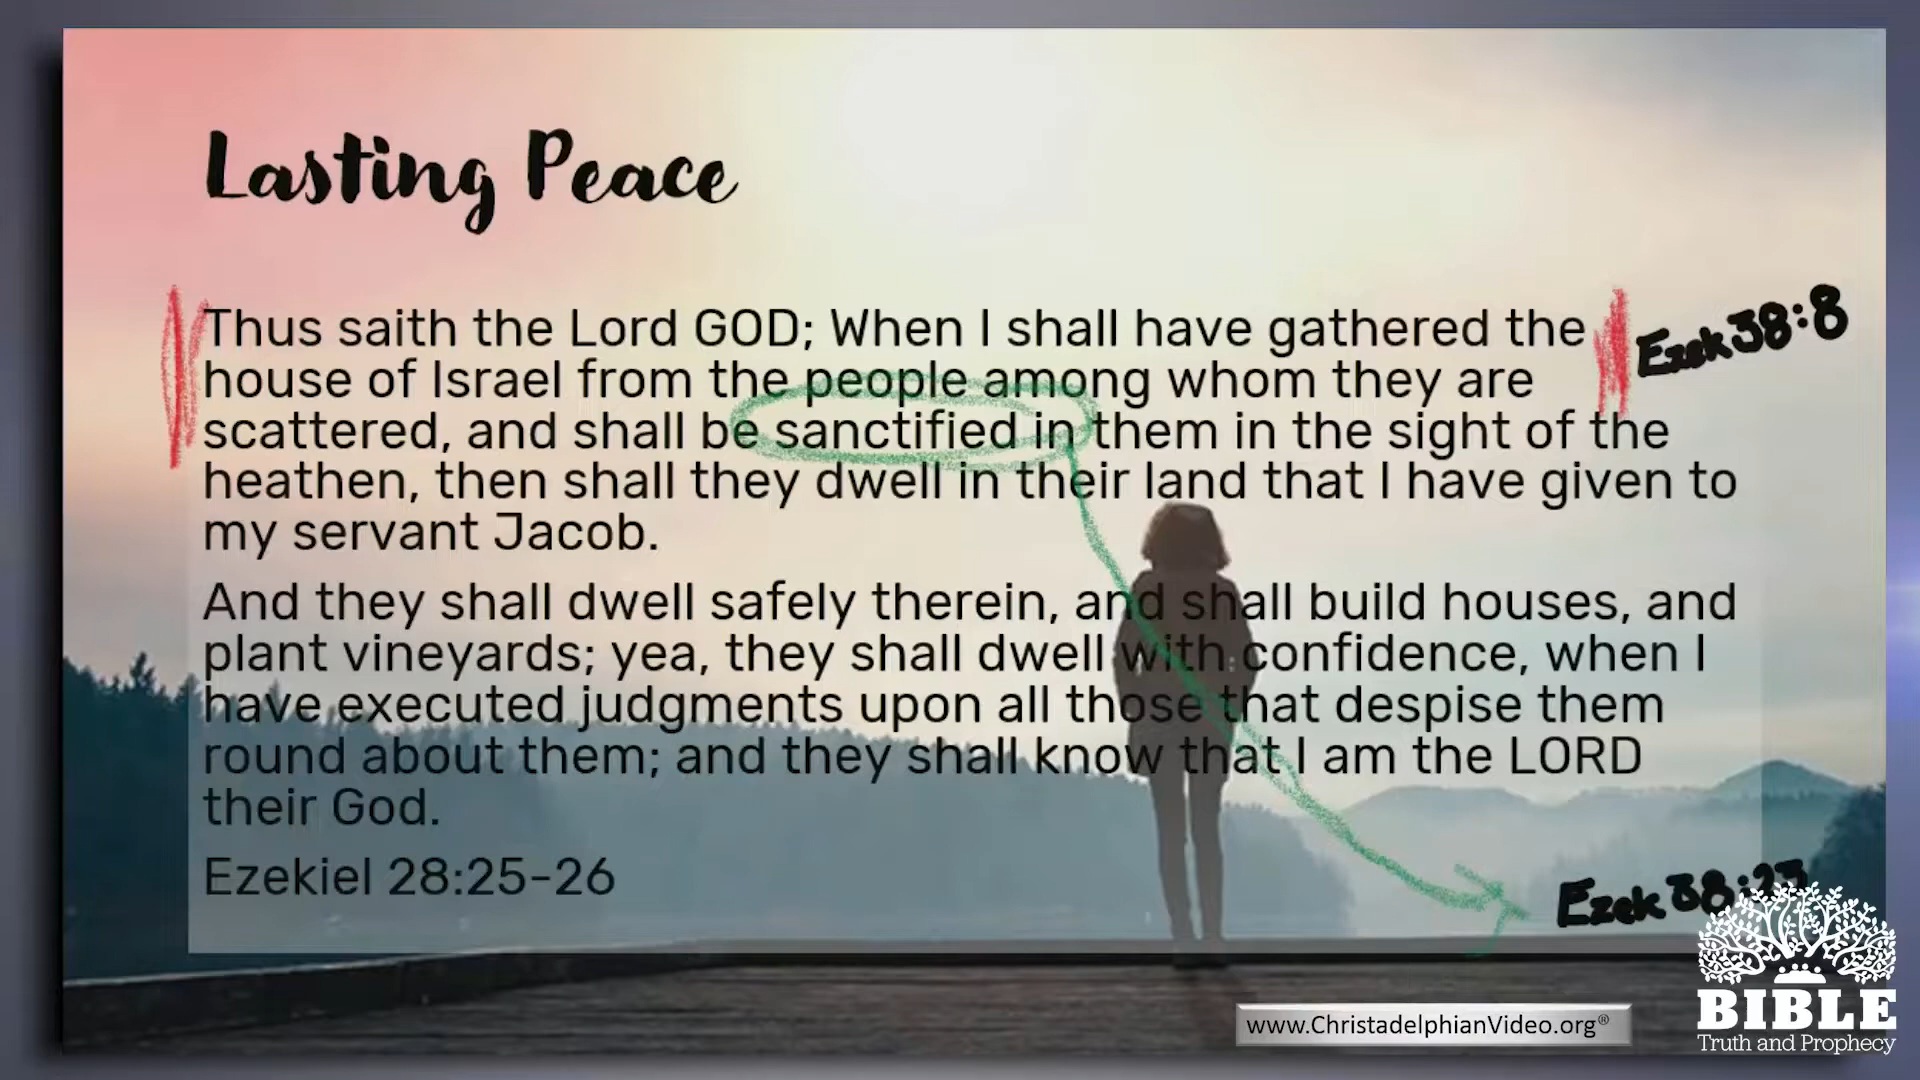 Lasting Peace
Thus saith the Lord GOD; When I shall have gathered the
house of Israel from the people among whom they are
scattered, and shall be sanctified in them in the sight of the
heathen, then shall they dwell in their land that I have given to
my servant Jacob.
Ezek 38:8
And they shall dwell safely therein, and shall build houses, and
plant vineyards; yea, they shall dwell with confidence, when I
have executed judgments upon all those that despise them
round about them; and they shall know that I am the LORD
their God.
Ezekiel 28:25-26
Ezek 38:23
www.ChristadelphianVideo.org®
BIBLE
Truth and Prophecy